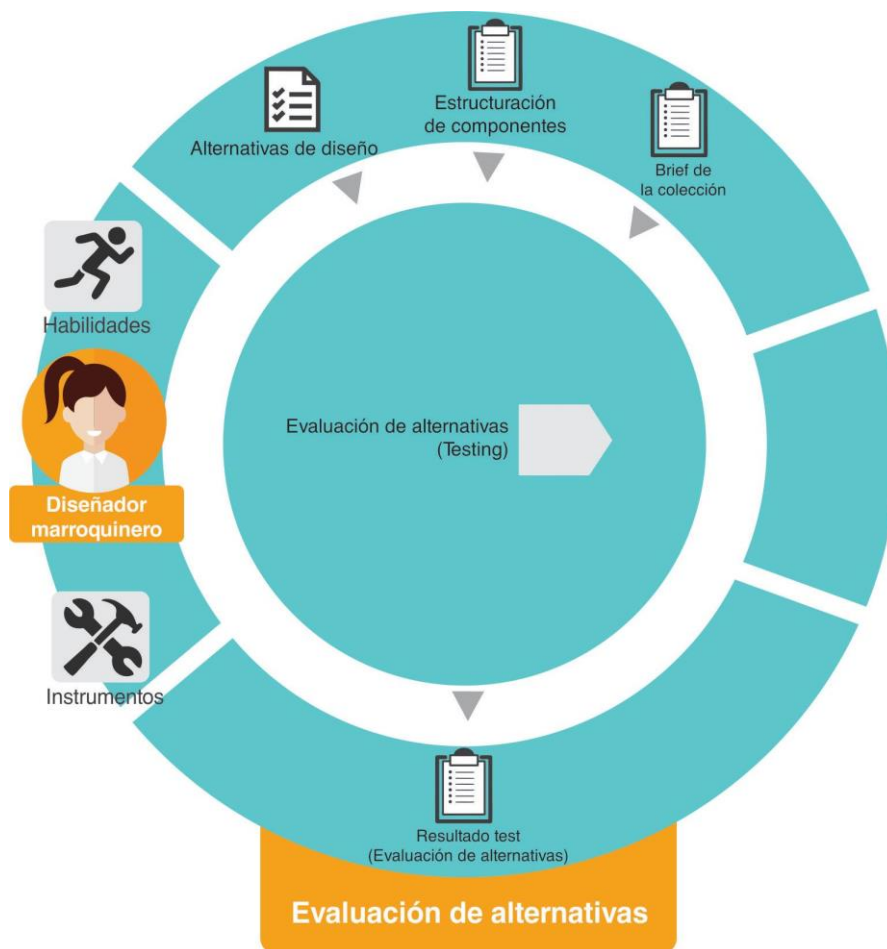 Estructuración
de componentes
Alternativas de diseño
Brief de
la colección
Habilidades
Evaluación de alternativas
(Testing)
Diseñador
marroquinero
Instrumentos
Resultado test
(Evaluación de alternativas)
Evaluación de alternativas